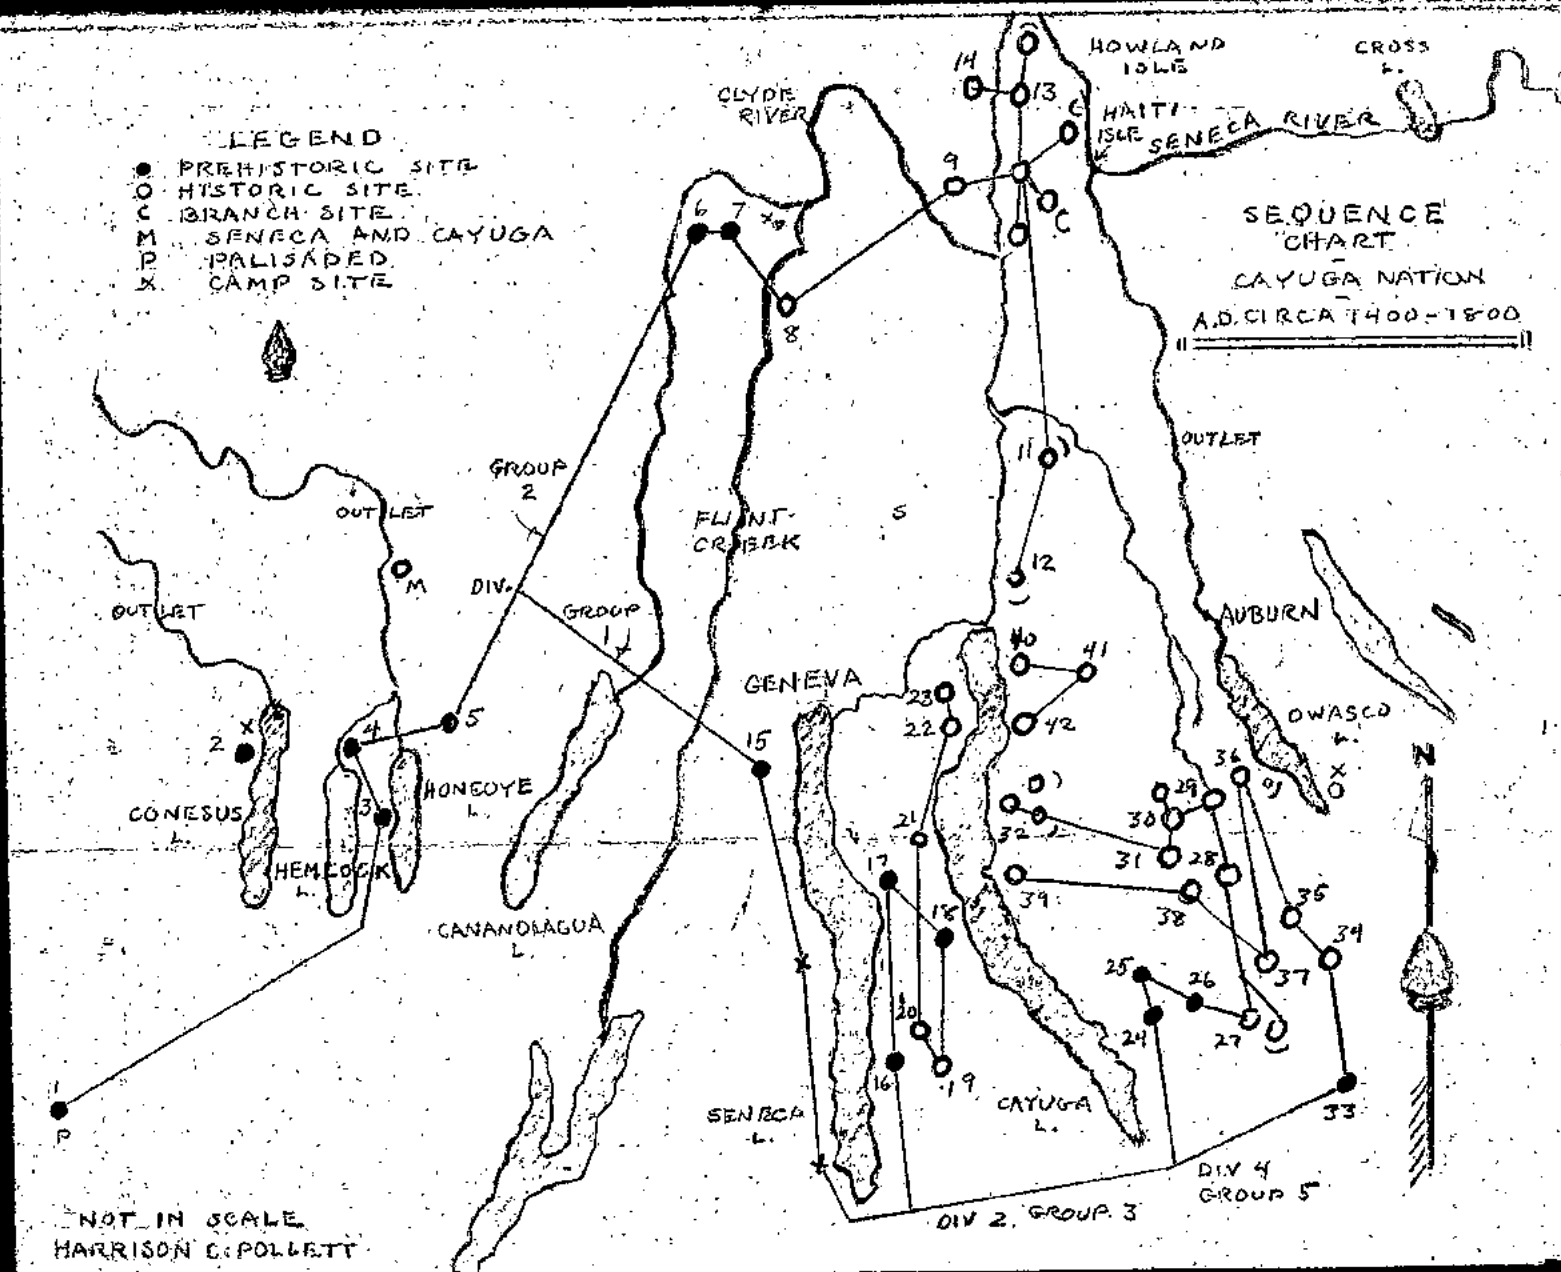 LEGEND
PREHISTORIC SITE
HISTORIC SITE
C BRANCH SITE
M SENECA AND CAYUGA
P PALISADED
X CAMP SITE
CLYDE
RIVER
HOWLAND
ISLE
CROSS
L.
HAITI
ISLE
SENECA RIVER
SEQUENCE
CHART
-
CAYUGA NATION
-
A.D. CIRCA 1400-1800
14
13
C
9
C
6
7
X
8
GROUP
2
OUTLET
FLINT
CREEK
S
11
OUTLET
M
DIV.
GROUP
1
12
OUTLET
AUBURN
40
41
GENEVA
23
22
42
OWASCO
L.
X
2
4
5
15
36
N
X
CONESUS
L.
3
HONEOYE
L.
HEMLOCK
L.
21
32
29
30
31
28
17
18
39
38
35
34
37
CANANDIAGUA
L.
X
25
26
24
27
20
19
16
1
P
SENECA
L.
CAYUGA
L.
33
X
DIV 4
GROUP 5
DIV 2. GROUP. 3
NOT IN SCALE
HARRISON C. POLLETT